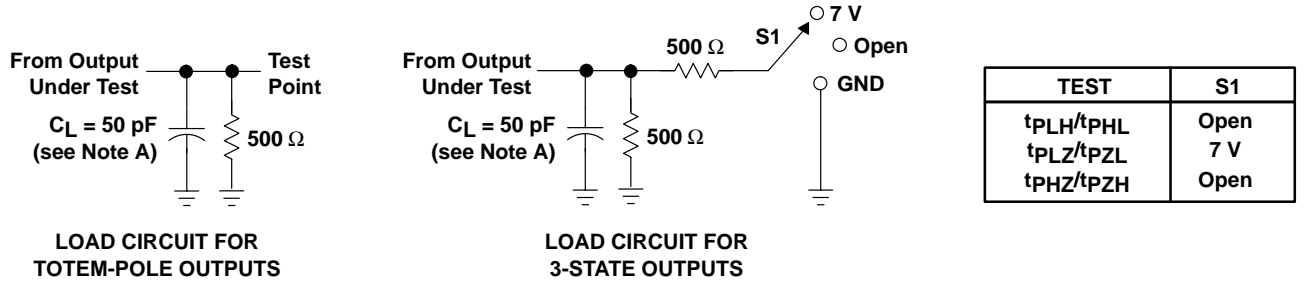 From Output
Under Test
Test
Point
CL = 50 pF
(see Note A)
500 Ω
LOAD CIRCUIT FOR
TOTEM-POLE OUTPUTS
From Output
Under Test
500 Ω
S1
7 V
Open
GND
CL = 50 pF
(see Note A)
500 Ω
LOAD CIRCUIT FOR
3-STATE OUTPUTS
TEST S1
tPLH/tPHL Open
tPLZ/tPZL 7 V
tPHZ/tPZH Open